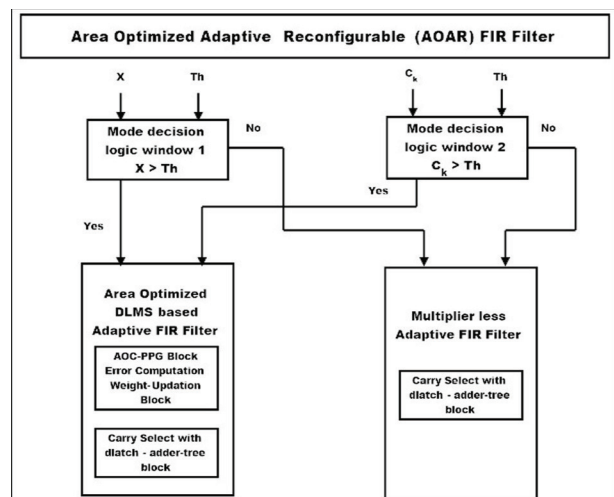 Area Optimized Adaptive Reconfigurable (AOAR) FIR Filter
X Th
C_k Th
Mode decision
logic window 1
X > Th
No
Mode decision
logic window 2
C_k > Th
No
Yes
Yes
Area Optimized
DLMS based
Adaptive FIR Filter
AOC-PPG Block
Error Computation
Weight-Updation
Block
Carry Select with
dlatch - adder-tree
block
Multiplier less
Adaptive FIR Filter
Carry Select with
dlatch - adder-tree
block